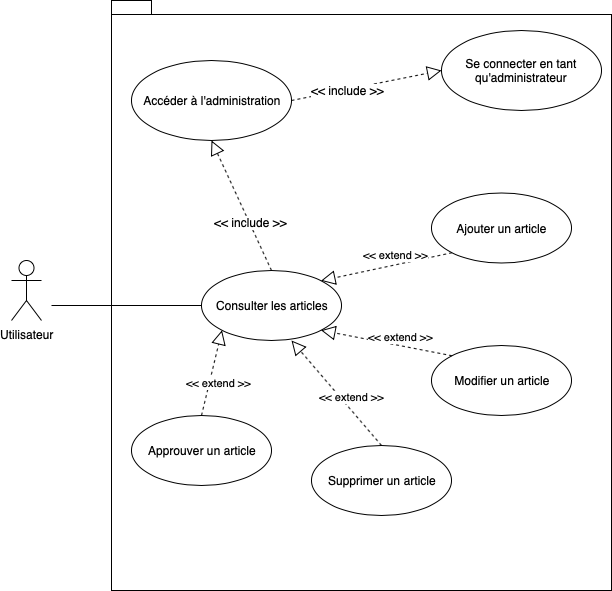 Se connecter en tant
qu'administrateur
Accéder à l'administration
<< include >>
<< include >>
Ajouter un article
<< extend >>
Consulter les articles
Utilisateur
<< extend >>
Modifier un article
<< extend >>
<< extend >>
Approuver un article
Supprimer un article